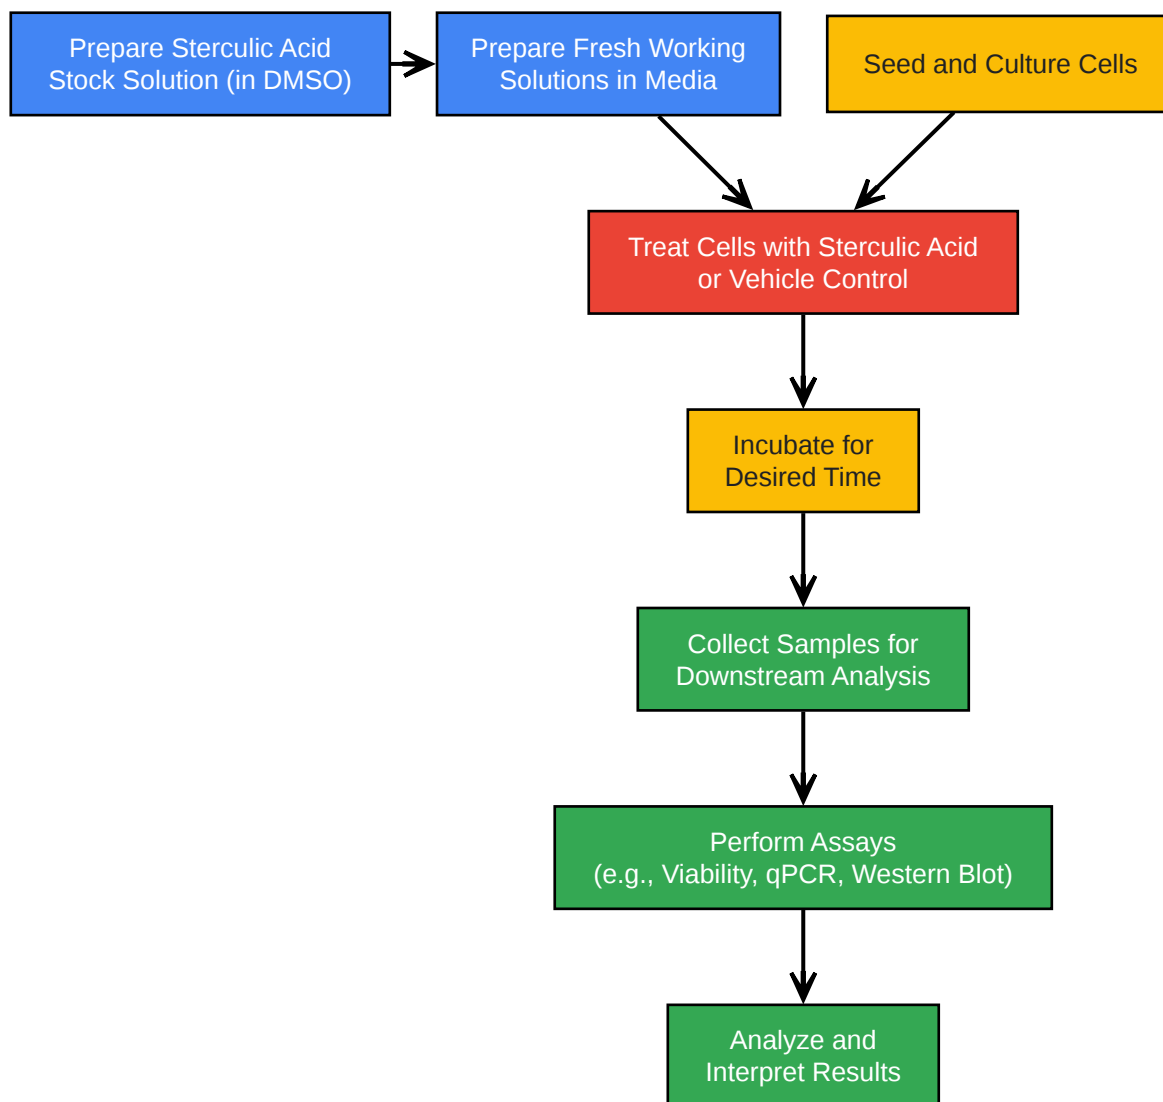 Prepare Sterculic Acid
Stock Solution (in DMSO)
Prepare Fresh Working
Solutions in Media
Seed and Culture Cells
Treat Cells with Sterculic Acid
or Vehicle Control
Incubate for
Desired Time
Collect Samples for
Downstream Analysis
Perform Assays
(e.g., Viability, qPCR, Western Blot)
Analyze and
Interpret Results